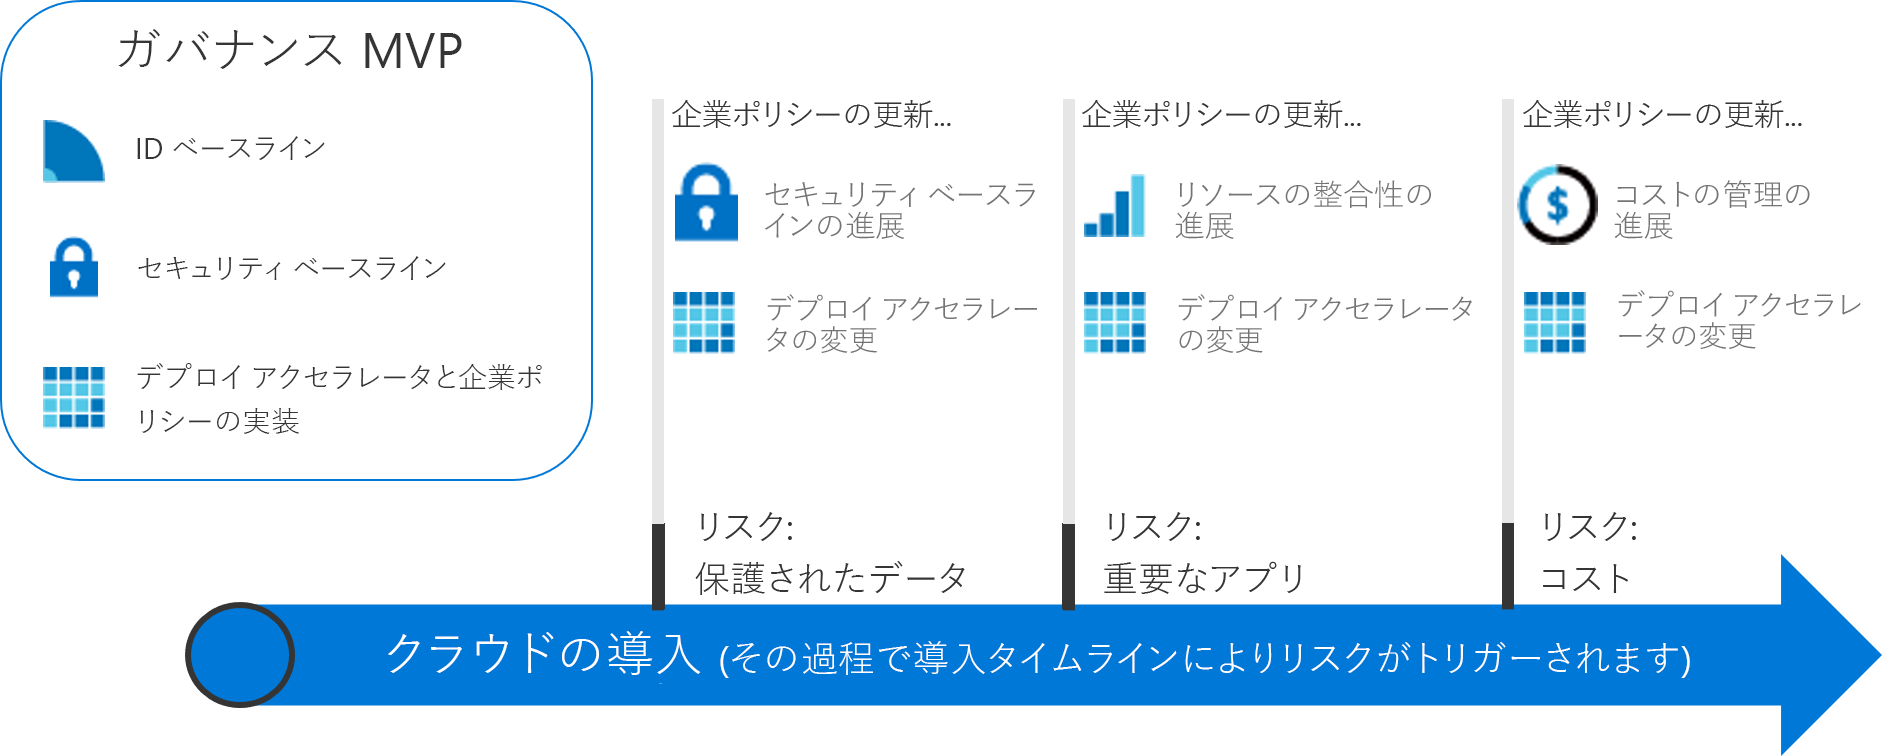 ガバナンス MVP
ID ベースライン
セキュリティ ベースライン
デプロイ アクセラレータと企業ポ
リシーの実装
企業ポリシーの更新...
セキュリティ ベースラ
インの進展
デプロイ アクセラレー
タの変更
リスク:
保護されたデータ
企業ポリシーの更新...
リソースの整合性の
進展
デプロイ アクセラレータ
の変更
リスク:
重要なアプリ
企業ポリシーの更新...
$
コストの管理の
進展
デプロイ アクセラレ
ータの変更
リスク:
コスト
クラウドの導入 (その過程で導入タイムラインによりリスクがトリガーされます)